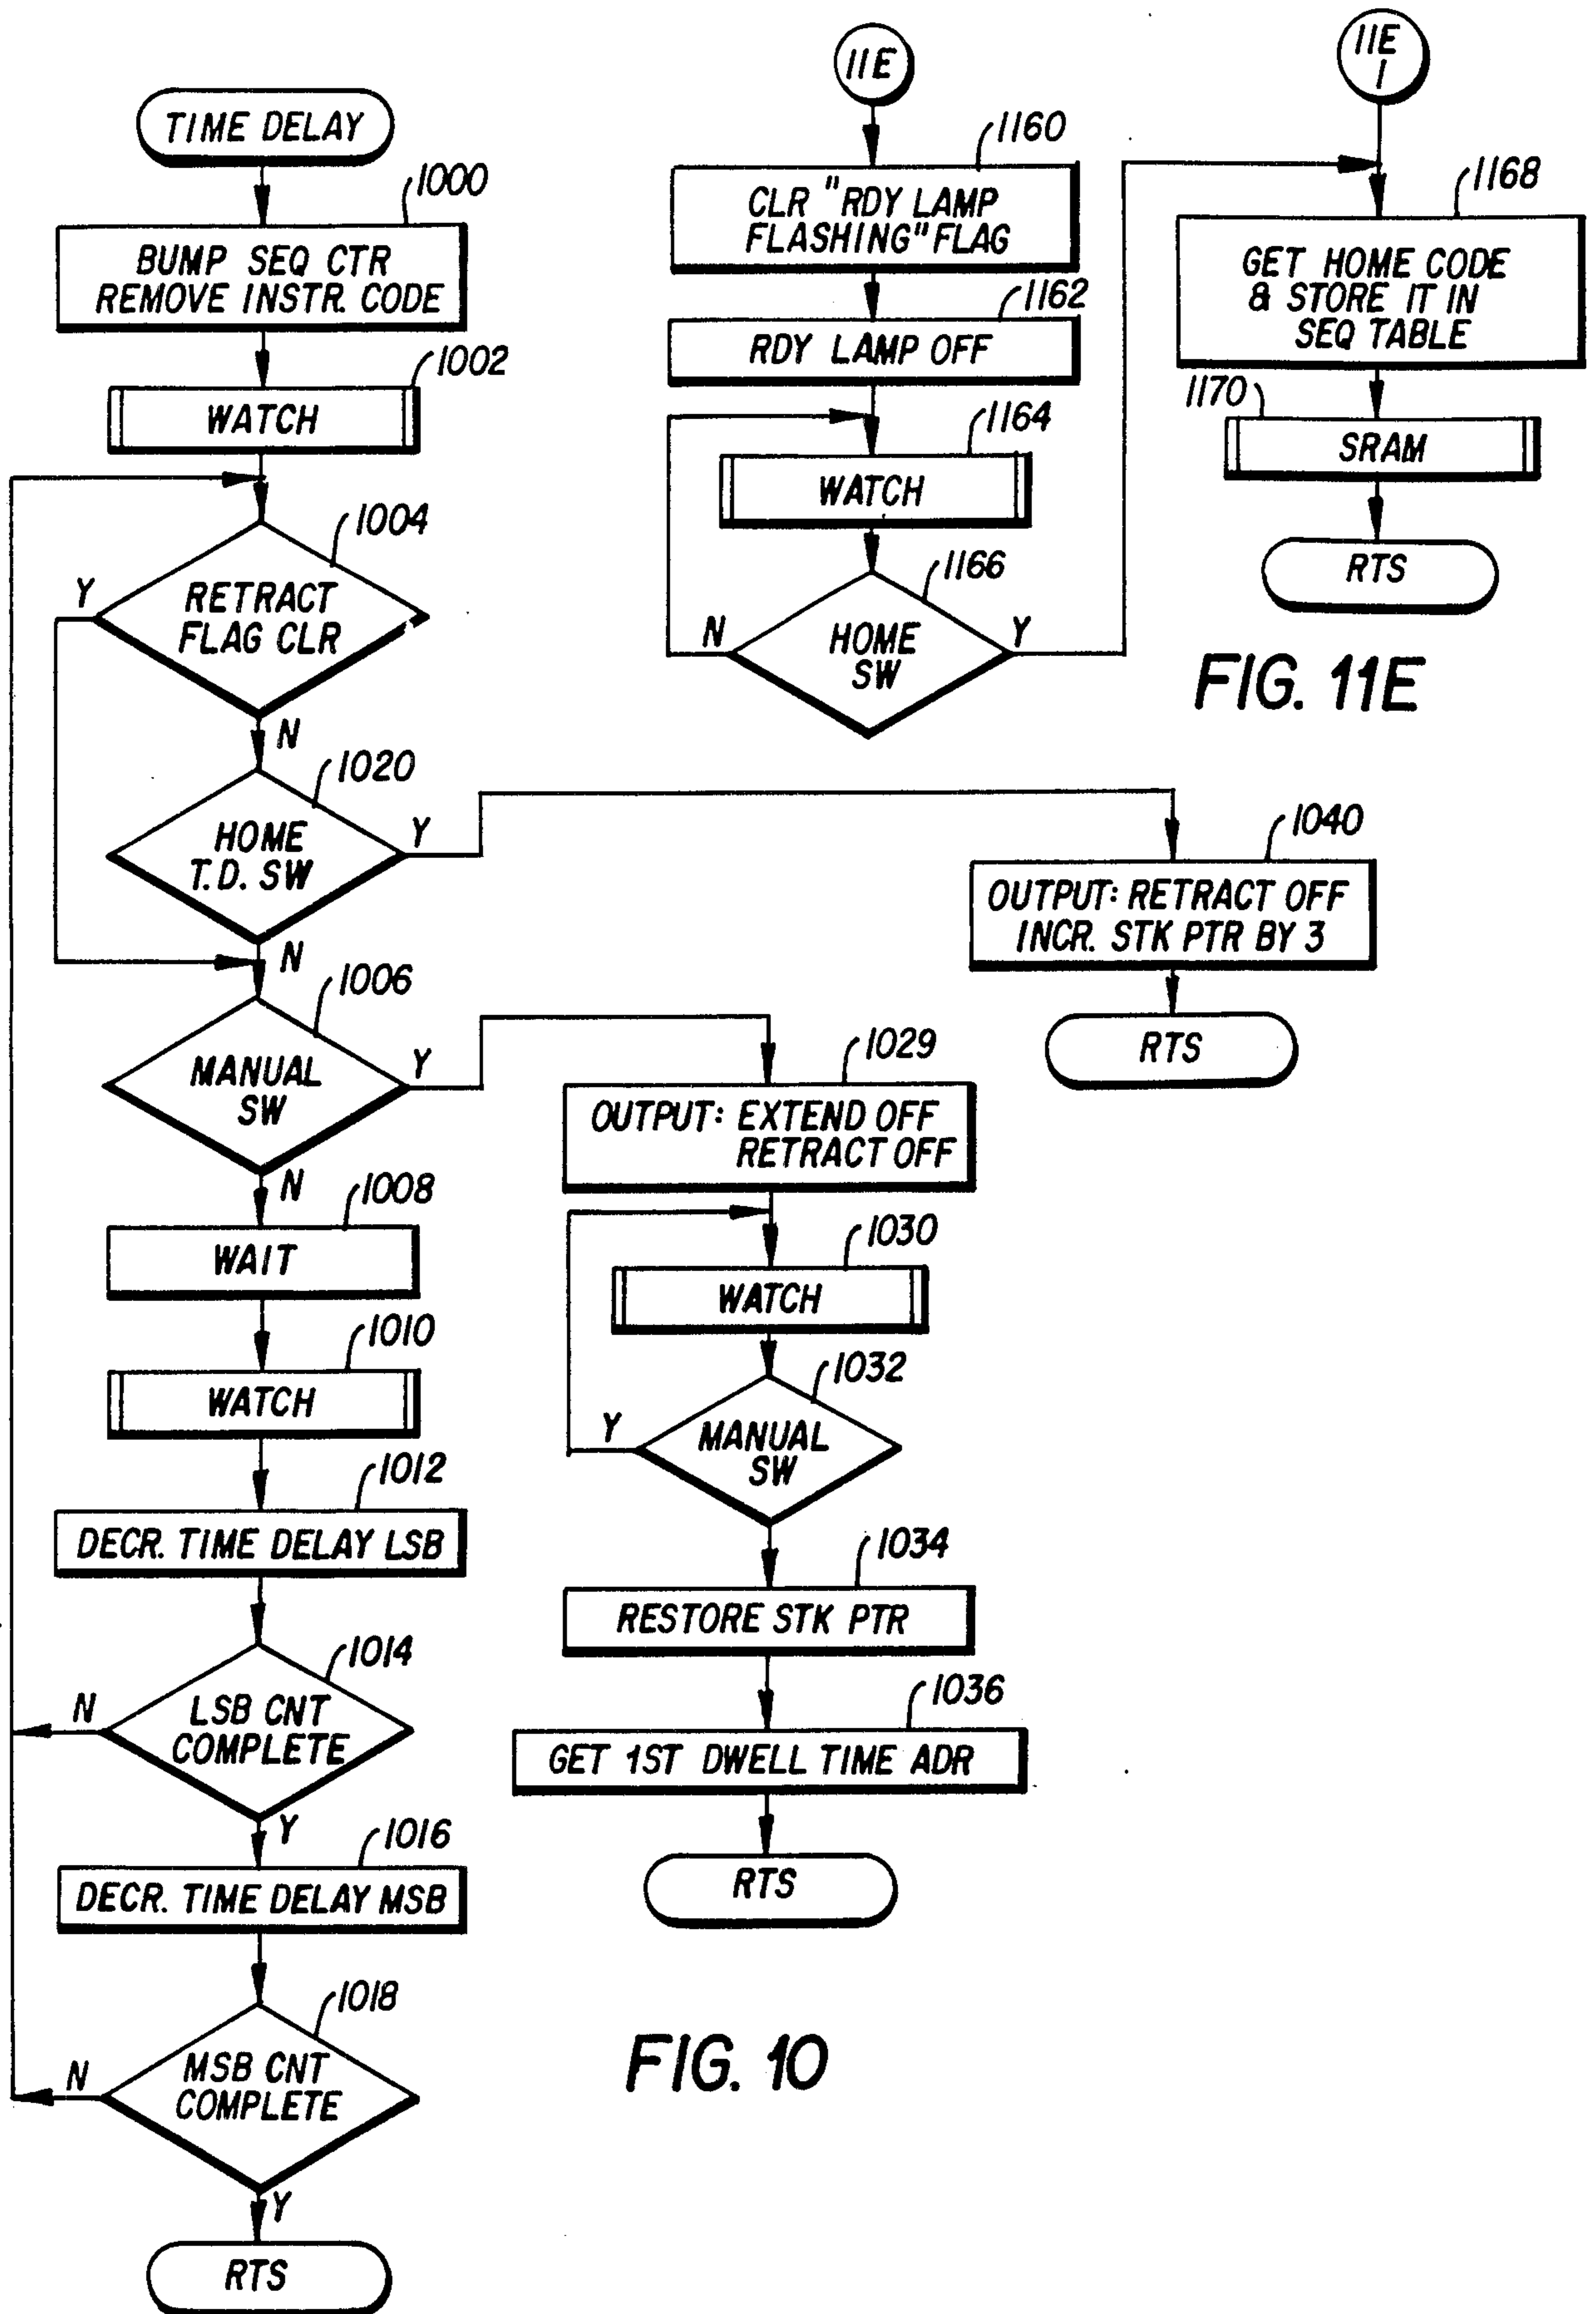 TIME DELAY
1000
BUMP SEQ CTR
REMOVE INSTR. CODE
1002
WATCH
1004
RETRACT
FLAG CLR
Y
N
1020
HOME
T.D. SW
Y
N
1006
MANUAL
SW
Y
N
1008
WAIT
1010
WATCH
1012
DECR. TIME DELAY LSB
1014
LSB CNT
COMPLETE
N
Y
1016
DECR. TIME DELAY MSB
1018
MSB CNT
COMPLETE
N
Y
RTS
1029
OUTPUT: EXTEND OFF
RETRACT OFF
1030
WATCH
1032
MANUAL
SW
Y
1034
RESTORE STK PTR
1036
GET 1ST DWELL TIME ADR
RTS
1040
OUTPUT: RETRACT OFF
INCR. STK PTR BY 3
RTS
FIG. 10
11E
1160
CLR "RDY LAMP
FLASHING" FLAG
1162
RDY LAMP OFF
1164
WATCH
1166
HOME
SW
N
Y
11E
1
1168
GET HOME CODE
& STORE IT IN
SEQ TABLE
1170
SRAM
RTS
FIG. 11E